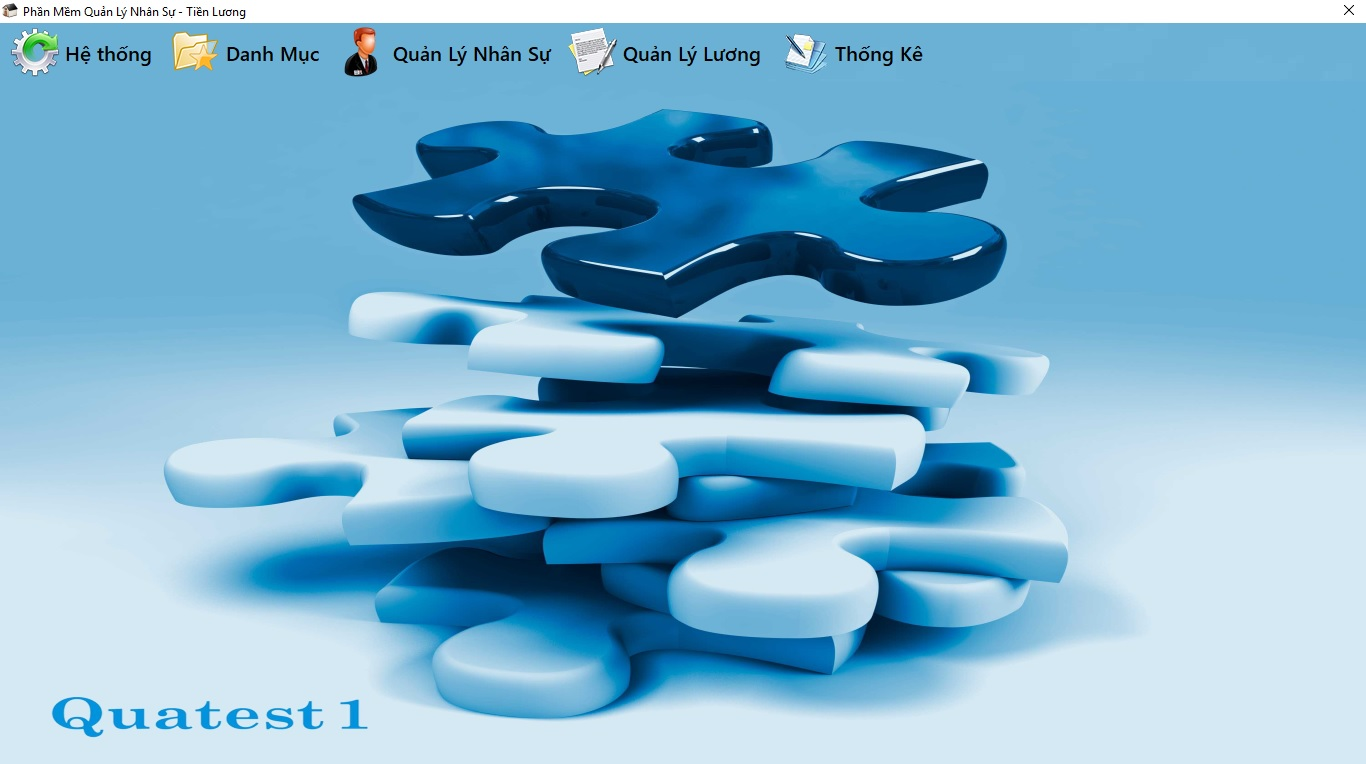 Phần Mềm Quản Lý Nhân Sự - Tiền Lương
Hệ thống Danh Mục Quản Lý Nhân Sự Quản Lý Lương Thống Kê
Quatest 1